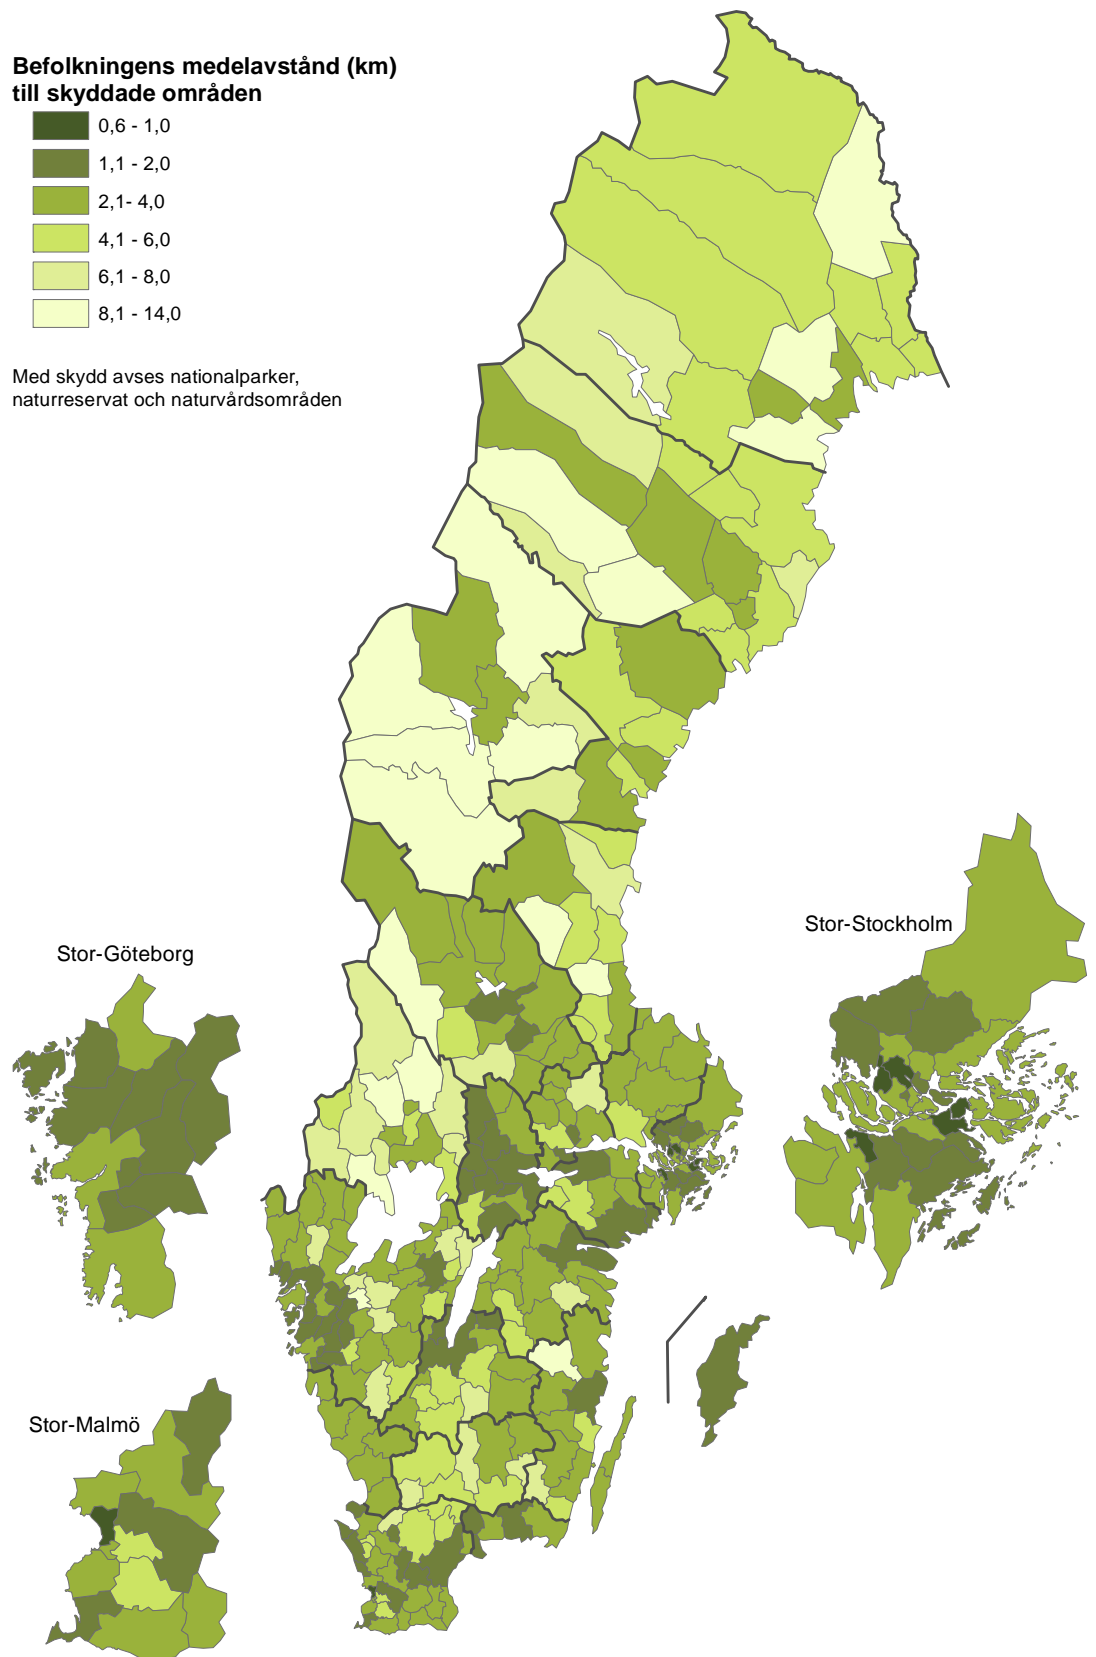 Befolkningens medelavstånd (km)
till skyddade områden
0,6 - 1,0
1,1 - 2,0
2,1- 4,0
4,1 - 6,0
6,1 - 8,0
8,1 - 14,0
Med skydd avses nationalparker,
naturreservat och naturvårdsområden
Stor-Stockholm
Stor-Göteborg
Stor-Malmö